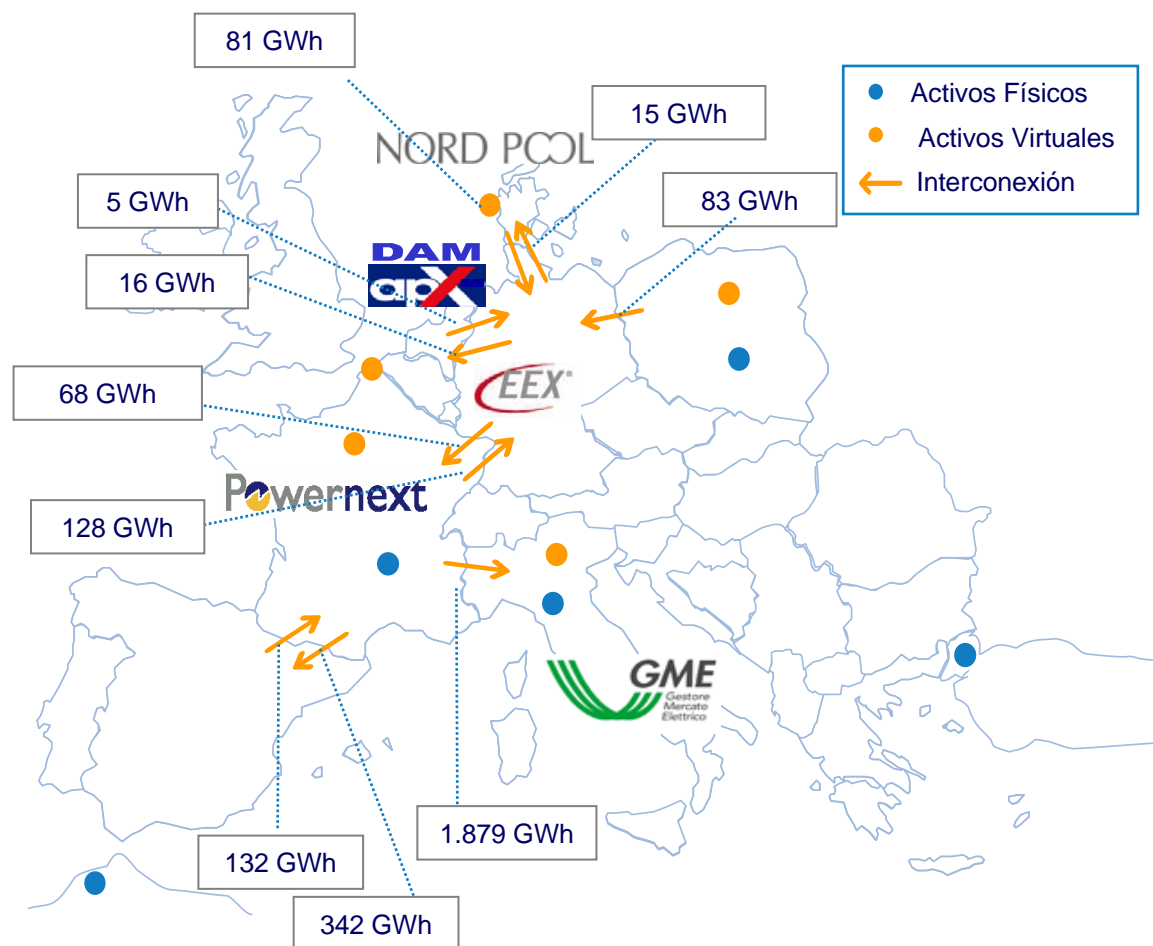 81 GWh
Activos Físicos
15 GWh
Activos Virtuales
NORD POOL
Interconexión
5 GWh
83 GWh
DAM
apx
16 GWh
EEX®
68 GWh
Powernext
128 GWh
GME
Gestore
Mercato
Elettrico
1.879 GWh
132 GWh
342 GWh